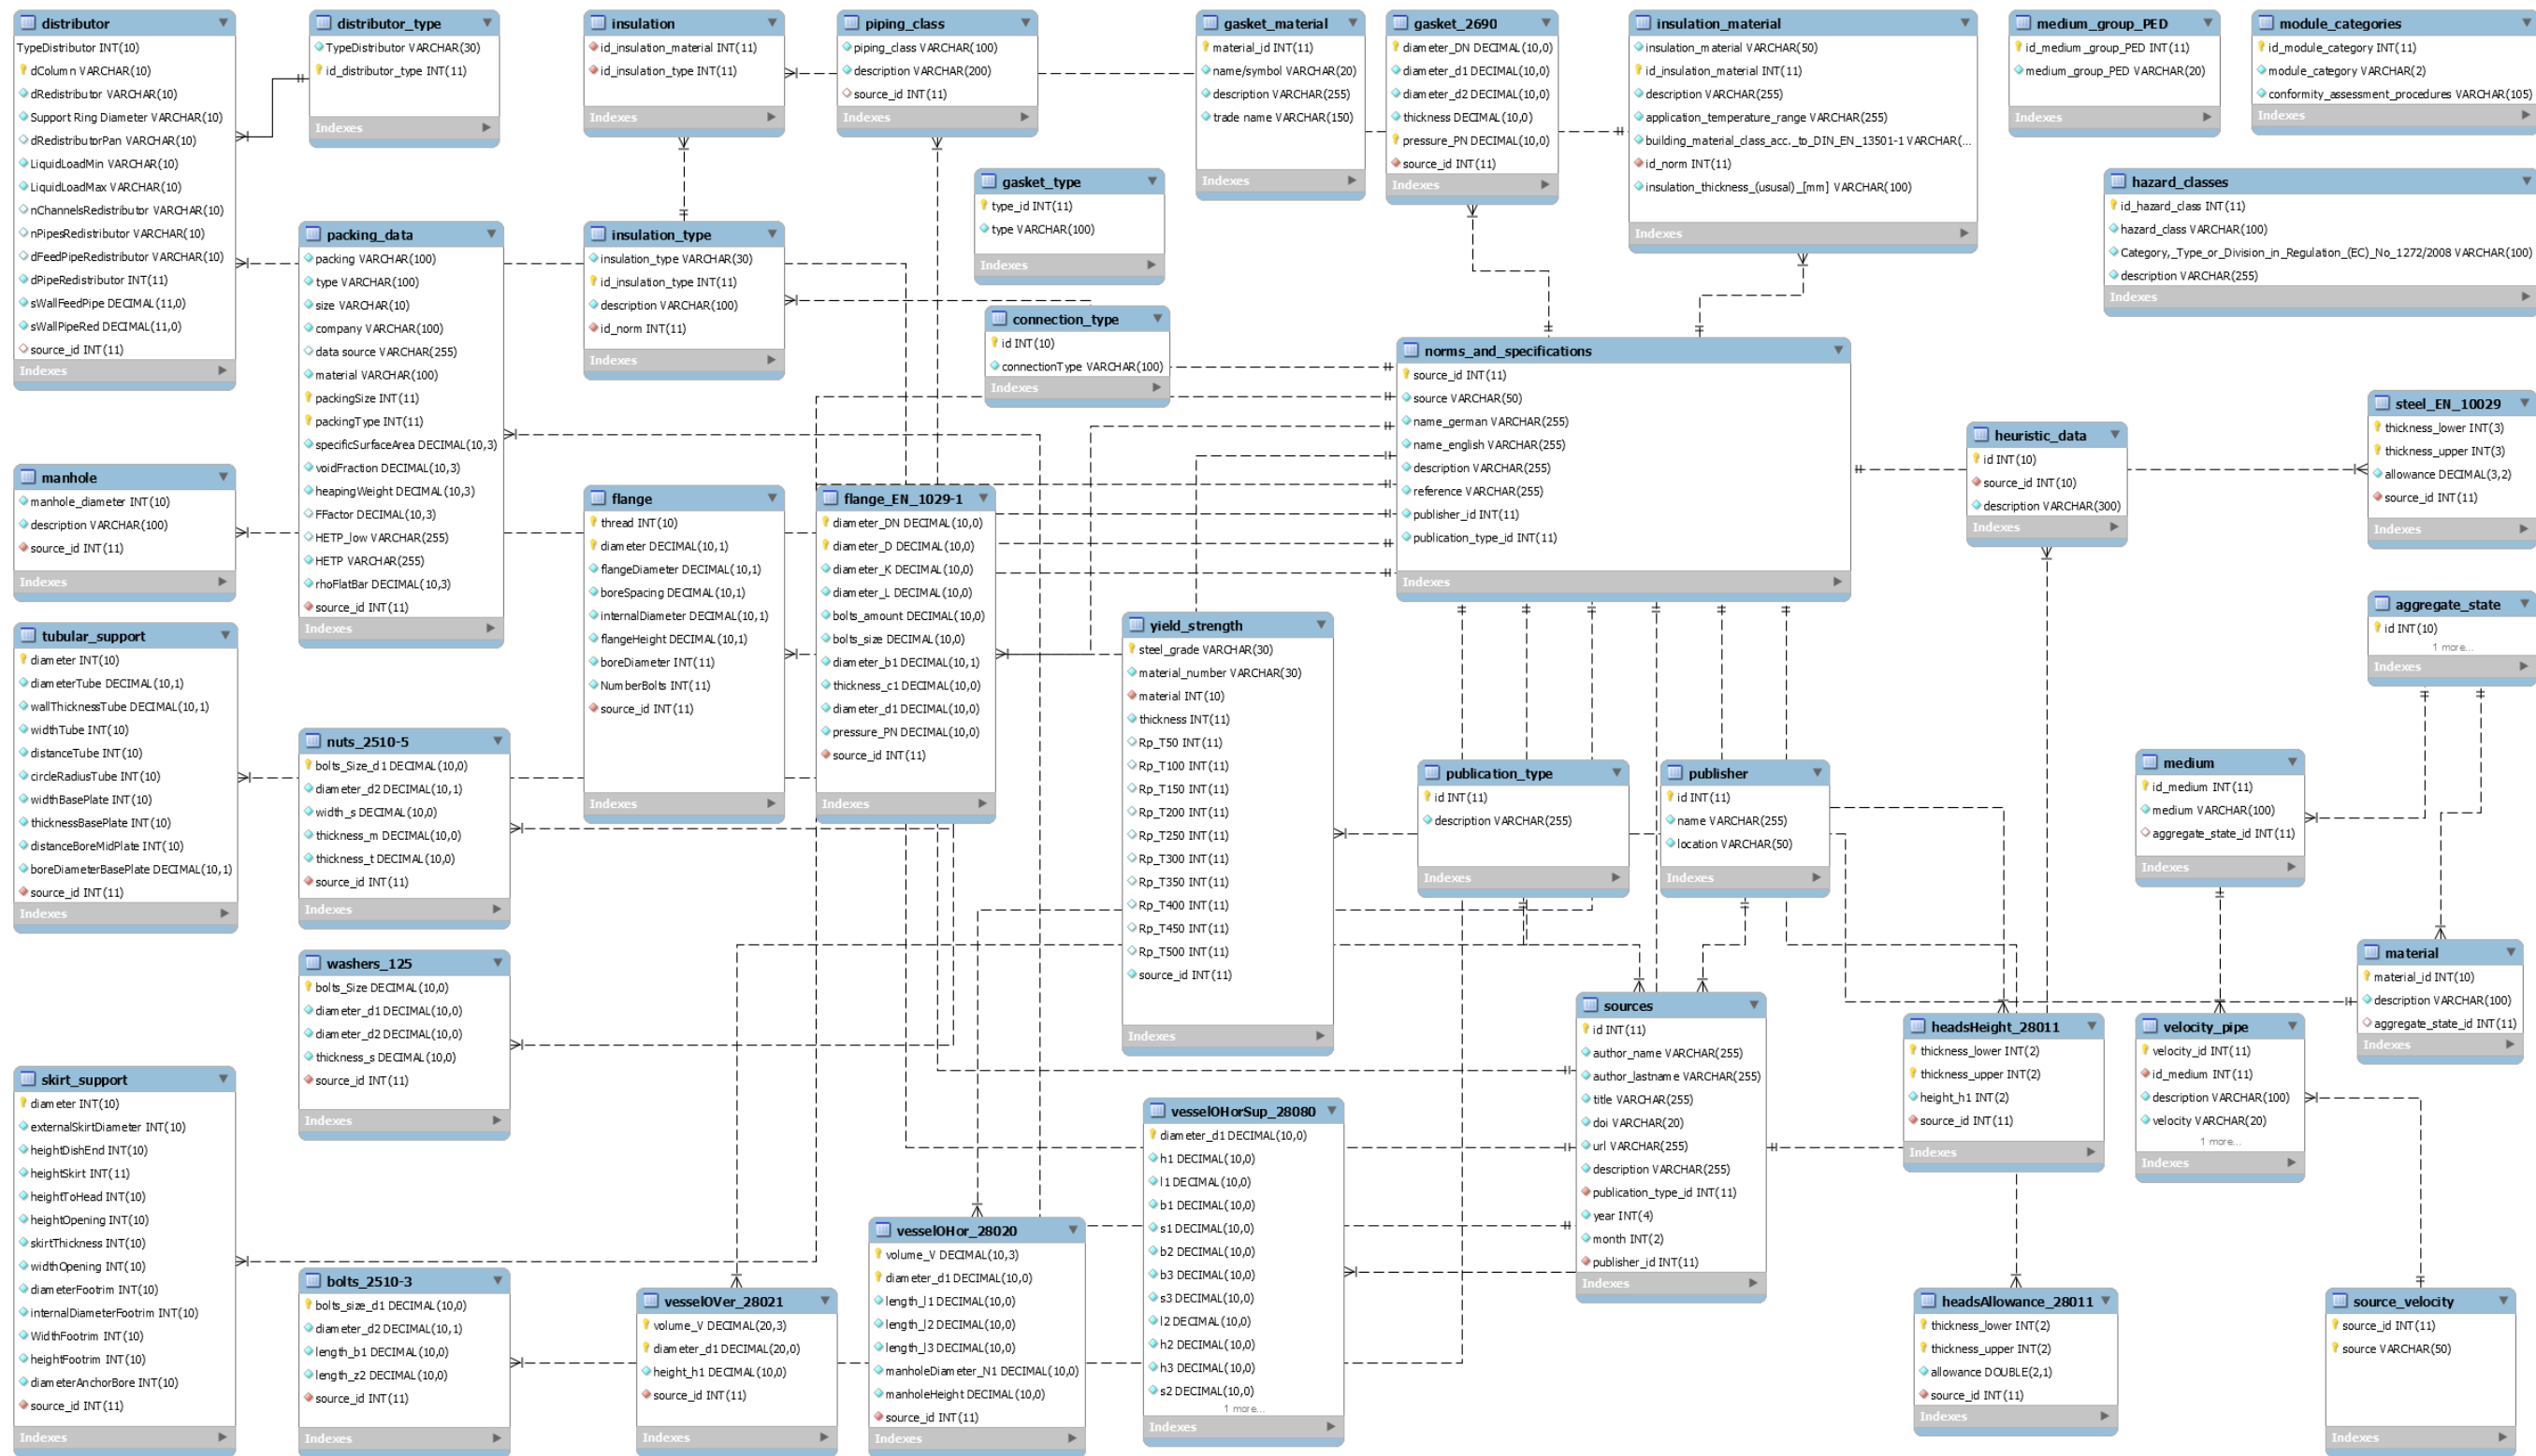 distributor
TypeDistributor INT(10)
dColumn VARCHAR(10)
dRedistributor VARCHAR(10)
Support Ring Diameter VARCHAR(10)
dRedistributorPan VARCHAR(10)
LiquidLoadMin VARCHAR(10)
LiquidLoadMax VARCHAR(10)
nChannelsRedistributor VARCHAR(10)
nPipesRedistributor VARCHAR(10)
dFeedPipeRedistributor VARCHAR(10)
dPipeRedistributor INT(11)
sWallFeedPipe DECIMAL(11,0)
sWallPipeRed DECIMAL(11,0)
source_id INT(11)
Indexes
distributor_type
TypeDistributor VARCHAR(30)
id_distributor_type INT(11)
Indexes
insulation
id_insulation_material INT(11)
id_insulation_type INT(11)
Indexes
piping_class
piping_class VARCHAR(100)
description VARCHAR(200)
source_id INT(11)
Indexes
gasket_material
material_id INT(11)
name/symbol VARCHAR(20)
description VARCHAR(255)
trade name VARCHAR(150)
Indexes
gasket_2690
diameter_DN DECIMAL(10,0)
diameter_d1 DECIMAL(10,0)
diameter_d2 DECIMAL(10,0)
thickness DECIMAL(10,0)
pressure_PN DECIMAL(10,0)
source_id INT(11)
Indexes
insulation_material
insulation_material VARCHAR(50)
id_insulation_material INT(11)
description VARCHAR(255)
application_temperature_range VARCHAR(255)
building_material_class_acc._to_DIN_EN_13501-1 VARCHAR(...
id_norm INT(11)
insulation_thickness_(ususal)_[mm] VARCHAR(100)
Indexes
medium_group_PED
id_medium_group_PED INT(11)
medium_group_PED VARCHAR(20)
Indexes
module_categories
id_module_category INT(11)
module_category VARCHAR(2)
conformity_assessment_procedures VARCHAR(105)
Indexes
gasket_type
type_id INT(11)
type VARCHAR(100)
Indexes
hazard_classes
id_hazard_class INT(11)
hazard_class VARCHAR(100)
Category,_Type_or_Division_in_Regulation_(EC)_No_1272/2008 VARCHAR(100)
description VARCHAR(255)
Indexes
packing_data
packing VARCHAR(100)
type VARCHAR(100)
size VARCHAR(10)
company VARCHAR(100)
data source VARCHAR(255)
material VARCHAR(100)
packingSize INT(11)
packingType INT(11)
specificSurfaceArea DECIMAL(10,3)
voidFraction DECIMAL(10,3)
heapingWeight DECIMAL(10,3)
FFactor DECIMAL(10,3)
HETP_low VARCHAR(255)
HETP VARCHAR(255)
rhoFlatBar DECIMAL(10,3)
source_id INT(11)
Indexes
insulation_type
insulation_type VARCHAR(30)
id_insulation_type INT(11)
description VARCHAR(100)
id_norm INT(11)
Indexes
connection_type
id INT(10)
connectionType VARCHAR(100)
Indexes
norms_and_specifications
source_id INT(11)
source VARCHAR(50)
name_german VARCHAR(255)
name_english VARCHAR(255)
description VARCHAR(255)
reference VARCHAR(255)
publisher_id INT(11)
publication_type_id INT(11)
Indexes
heuristic_data
id INT(10)
source_id INT(10)
description VARCHAR(300)
Indexes
steel_EN_10029
thickness_lower INT(3)
thickness_upper INT(3)
allowance DECIMAL(3,2)
source_id INT(11)
Indexes
manhole
manhole_diameter INT(10)
description VARCHAR(100)
source_id INT(11)
Indexes
flange
thread INT(10)
diameter DECIMAL(10,1)
flangeDiameter DECIMAL(10,1)
boreSpacing DECIMAL(10,1)
internalDiameter DECIMAL(10,1)
flangeHeight DECIMAL(10,1)
boreDiameter INT(11)
NumberBolts INT(11)
source_id INT(11)
Indexes
flange_EN_1029-1
diameter_DN DECIMAL(10,0)
diameter_D DECIMAL(10,0)
diameter_K DECIMAL(10,0)
diameter_L DECIMAL(10,0)
bolts_amount DECIMAL(10,0)
bolts_size DECIMAL(10,0)
diameter_b1 DECIMAL(10,1)
thickness_c1 DECIMAL(10,0)
diameter_d1 DECIMAL(10,0)
pressure_PN DECIMAL(10,0)
source_id INT(11)
Indexes
yield_strength
steel_grade VARCHAR(30)
material_number VARCHAR(30)
material INT(10)
thickness INT(11)
Rp_T50 INT(11)
Rp_T100 INT(11)
Rp_T150 INT(11)
Rp_T200 INT(11)
Rp_T250 INT(11)
Rp_T300 INT(11)
Rp_T350 INT(11)
Rp_T400 INT(11)
Rp_T450 INT(11)
Rp_T500 INT(11)
source_id INT(11)
Indexes
aggregate_state
id INT(10)
1 more...
Indexes
tubular_support
diameter INT(10)
diameterTube DECIMAL(10,1)
wallThicknessTube DECIMAL(10,1)
widthTube INT(10)
distanceTube INT(10)
circleRadiusTube INT(10)
widthBasePlate INT(10)
thicknessBasePlate INT(10)
distanceBoreMidPlate INT(10)
boreDiameterBasePlate DECIMAL(10,1)
source_id INT(11)
Indexes
nuts_2510-5
bolts_Size_d1 DECIMAL(10,0)
diameter_d2 DECIMAL(10,1)
width_s DECIMAL(10,0)
thickness_m DECIMAL(10,0)
thickness_t DECIMAL(10,0)
source_id INT(11)
Indexes
publication_type
id INT(11)
description VARCHAR(255)
Indexes
publisher
id INT(11)
name VARCHAR(255)
location VARCHAR(50)
Indexes
medium
id_medium INT(11)
medium VARCHAR(100)
aggregate_state_id INT(11)
Indexes
washers_125
bolts_Size DECIMAL(10,0)
diameter_d1 DECIMAL(10,0)
diameter_d2 DECIMAL(10,0)
thickness_s DECIMAL(10,0)
source_id INT(11)
Indexes
material
material_id INT(10)
description VARCHAR(100)
aggregate_state_id INT(11)
Indexes
sources
id INT(11)
author_name VARCHAR(255)
author_lastname VARCHAR(255)
title VARCHAR(255)
doi VARCHAR(20)
url VARCHAR(255)
description VARCHAR(255)
publication_type_id INT(11)
year INT(4)
month INT(2)
publisher_id INT(11)
Indexes
headsHeight_28011
thickness_lower INT(2)
thickness_upper INT(2)
height_h1 INT(2)
source_id INT(11)
Indexes
velocity_pipe
velocity_id INT(11)
id_medium INT(11)
description VARCHAR(100)
velocity VARCHAR(20)
1 more...
Indexes
skirt_support
diameter INT(10)
externalSkirtDiameter INT(10)
heightDishEnd INT(10)
heightSkirt INT(11)
heightToHead INT(10)
heightOpening INT(10)
skirtThickness INT(10)
widthOpening INT(10)
diameterFootrim INT(10)
internalDiameterFootrim INT(10)
WidthFootrim INT(10)
heightFootrim INT(10)
diameterAnchorBore INT(10)
source_id INT(11)
Indexes
vesselOHorSup_28080
diameter_d1 DECIMAL(10,0)
h1 DECIMAL(10,0)
l1 DECIMAL(10,0)
b1 DECIMAL(10,0)
s1 DECIMAL(10,0)
b2 DECIMAL(10,0)
b3 DECIMAL(10,0)
s3 DECIMAL(10,0)
l2 DECIMAL(10,0)
h2 DECIMAL(10,0)
h3 DECIMAL(10,0)
s2 DECIMAL(10,0)
1 more...
Indexes
vesselOHor_28020
volume_V DECIMAL(10,3)
diameter_d1 DECIMAL(10,0)
length_l1 DECIMAL(10,0)
length_l2 DECIMAL(10,0)
length_l3 DECIMAL(10,0)
manholeDiameter_N1 DECIMAL(10,0)
manholeHeight DECIMAL(10,0)
source_id INT(11)
Indexes
bolts_2510-3
bolts_size_d1 DECIMAL(10,0)
diameter_d2 DECIMAL(10,1)
length_b1 DECIMAL(10,0)
length_z2 DECIMAL(10,0)
source_id INT(11)
Indexes
vesselOVer_28021
volume_V DECIMAL(20,3)
diameter_d1 DECIMAL(20,0)
height_h1 DECIMAL(10,0)
source_id INT(11)
Indexes
headsAllowance_28011
thickness_lower INT(2)
thickness_upper INT(2)
allowance DOUBLE(2,1)
source_id INT(11)
Indexes
source_velocity
source_id INT(11)
source VARCHAR(50)
Indexes